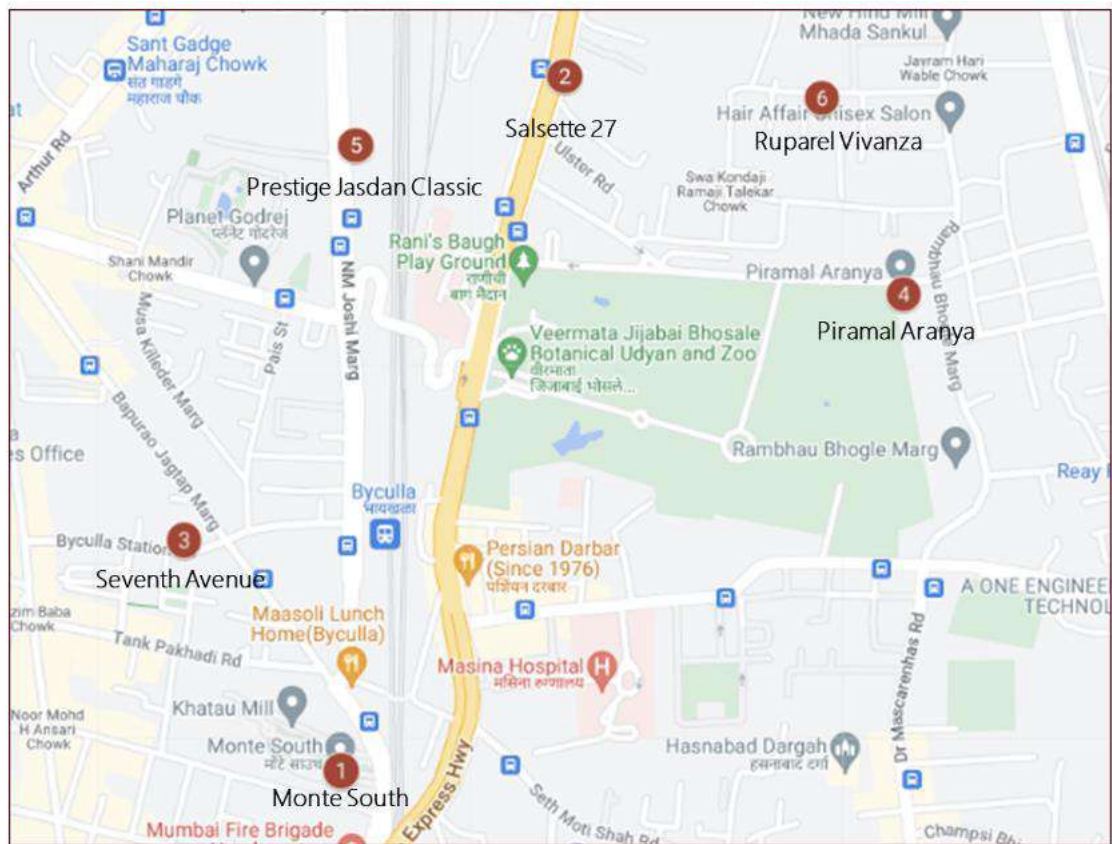 New Hind Mill
Mhada Sankul
Sant Gadge
Maharaj Chowk
संत गाडगे
महाराज चौक
Javram Hari
Wable Chowk
2
6
Hair Affair Unisex Salon
Salsette 27
Ruparel Vivanza
at
5
Arthur Rd
Ulster Rd
Prestige Jasdan Classic
Swa Kondaji
Ramaji Talekar
Chowk
Planet Godrej
प्लॅनेट गोदरेज
Rani's Baugh
Play Ground
राणीची
बाग मैदान
Shani Mandir
Chowk
Piramal Aranya
4
Piramal Aranya
Rambhau Bhogle Marg
NM Joshi Marg
Musa Killedar Marg
Pais St
Veermata Jijabai Bhosale
Botanical Udyan and Zoo
वीरमाता
जिजाबाई भोसले...
Bapurao Jagtap Marg
a
es Office
Rambhau Bhogle Marg
Reay
Byculla
भायखळा
3
Byculla Station
Seventh Avenue
Persian Darbar
(Since 1976)
पर्शियन दरबार
A ONE ENGINEE
TECHNOL
zim Baba
Chowk
Maasoli Lunch
Home(Byculla)
Tank Pakhadi Rd
Masina Hospital
H
मसिना रुग्णालय
Dr Mascarenhas Rd
Khatau Mill
Noor Mohd
H Ansari
Chowk
Monte South
मोंटे साउथ
1
Monte South
Hasnabad Dargah
हसनाबाद दर्गा
Express Hwy
Seth Moti Shah Rd
Mumbai Fire Brigade
Champsi Bhi